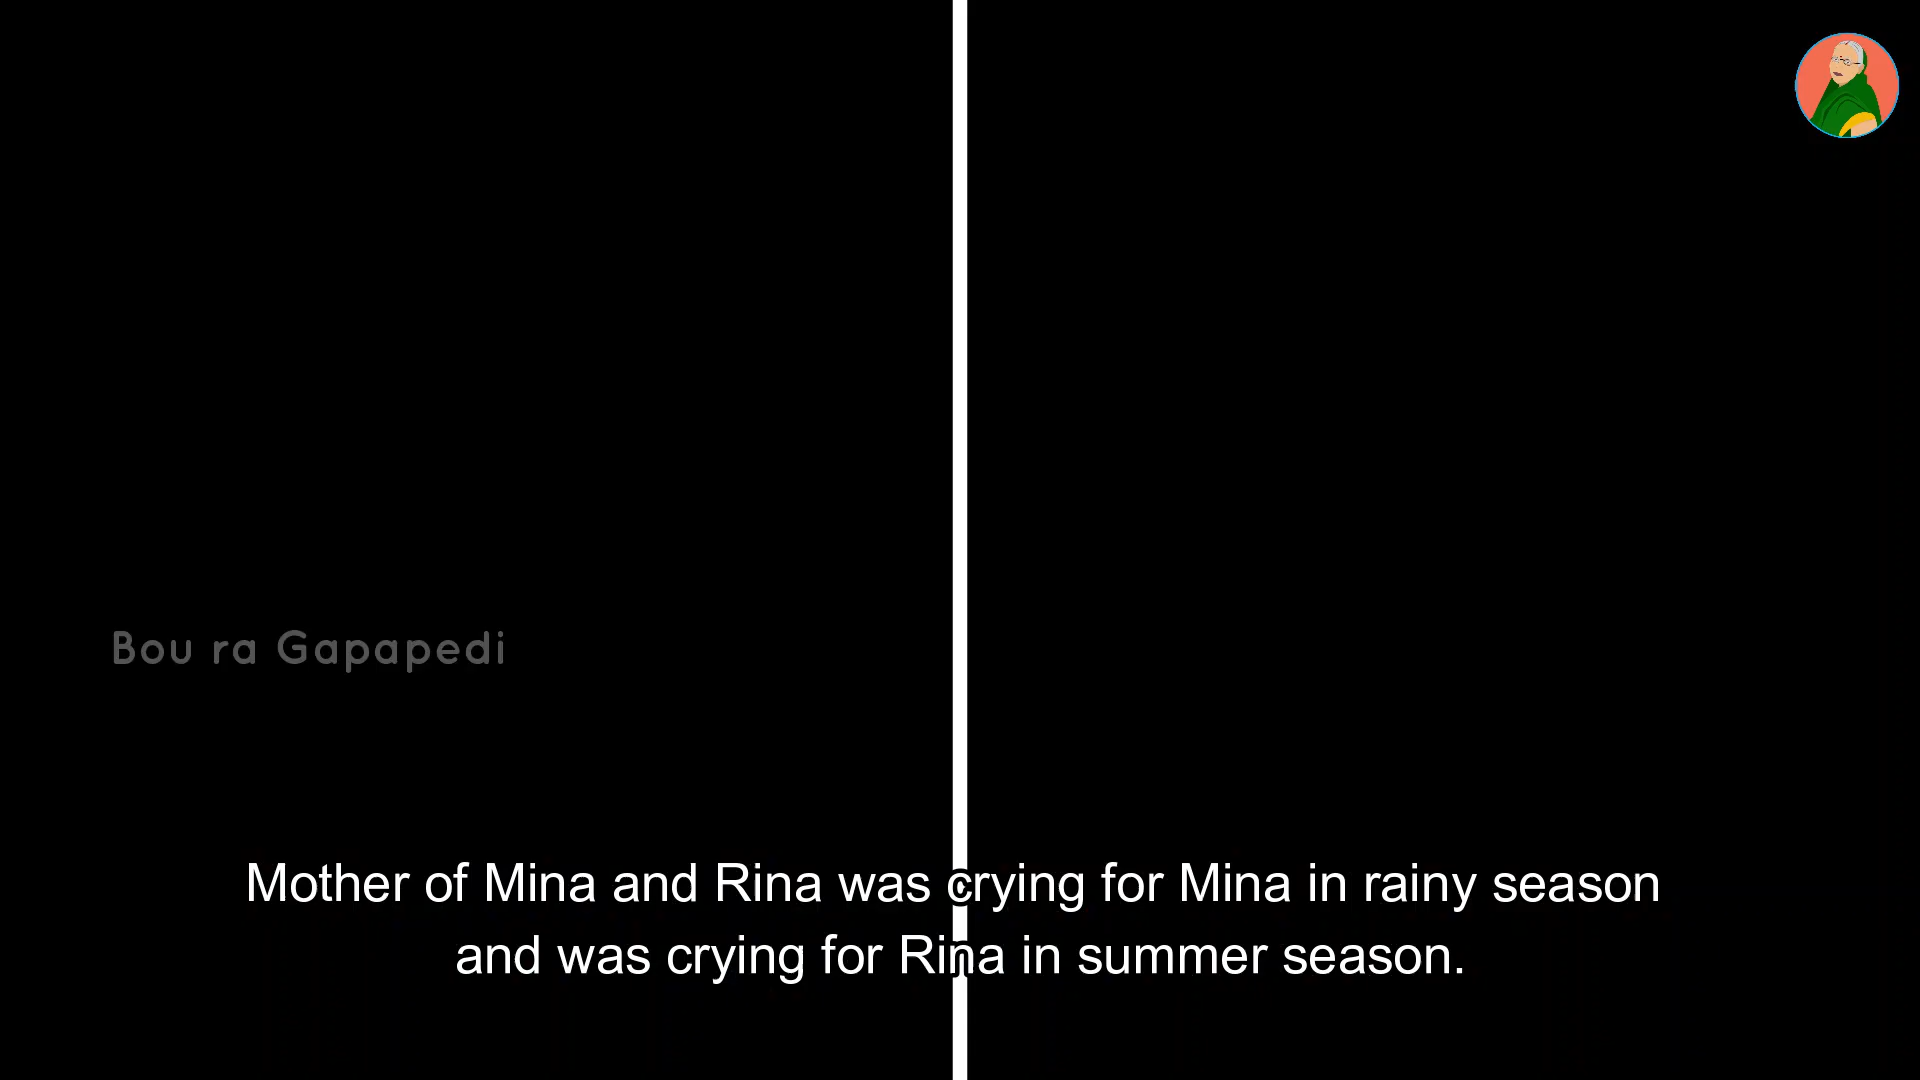 Bou ra Gapapedi
Mother of Mina and Rina was crying for Mina in rainy season
and was crying for Rina in summer season.